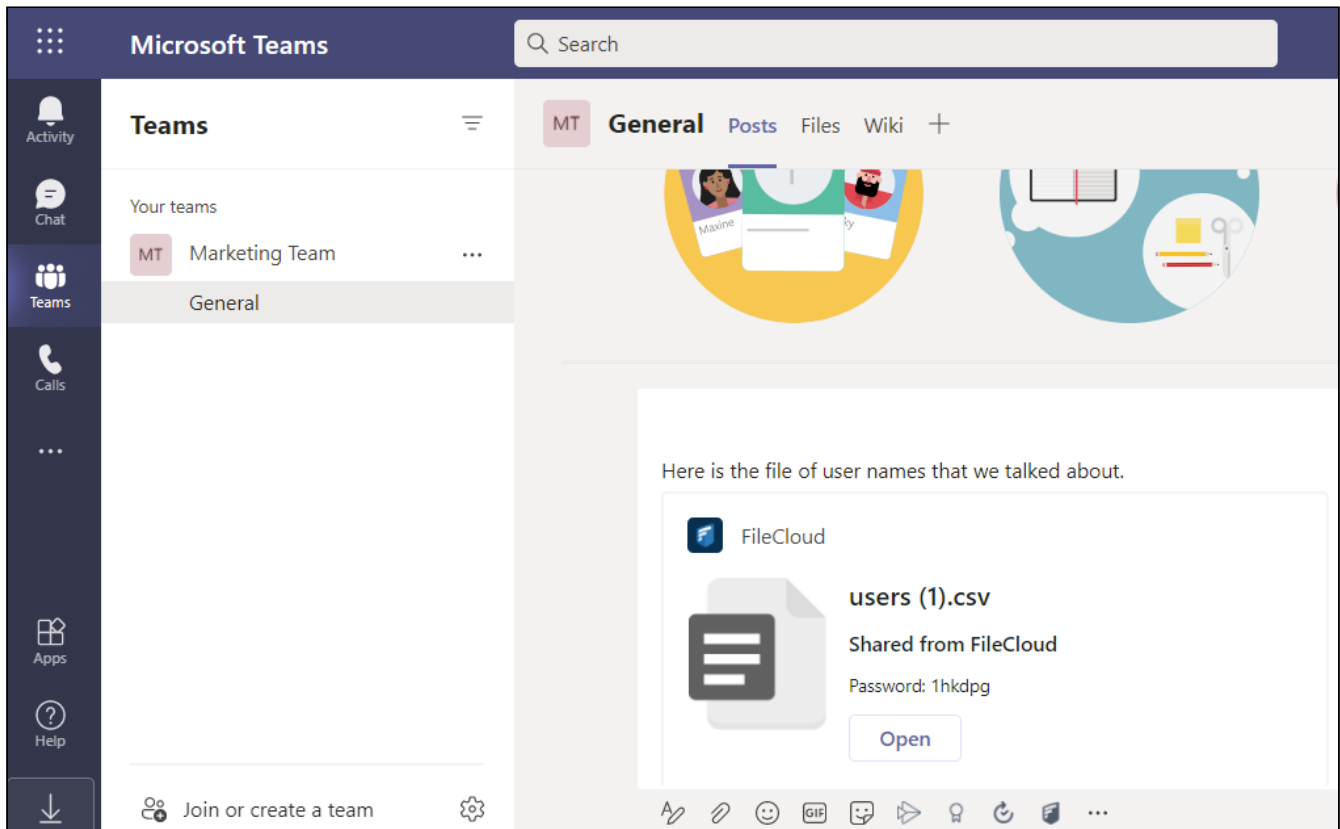 Microsoft Teams
Search
Activity
Chat
Teams
Calls
Apps
Help
Teams
Your teams
MT Marketing Team
General
Join or create a team
MT General Posts Files Wiki
Maxine
ky
Here is the file of user names that we talked about.
FileCloud
users (1).csv
Shared from FileCloud
Password: 1hkdpg
Open
GIF